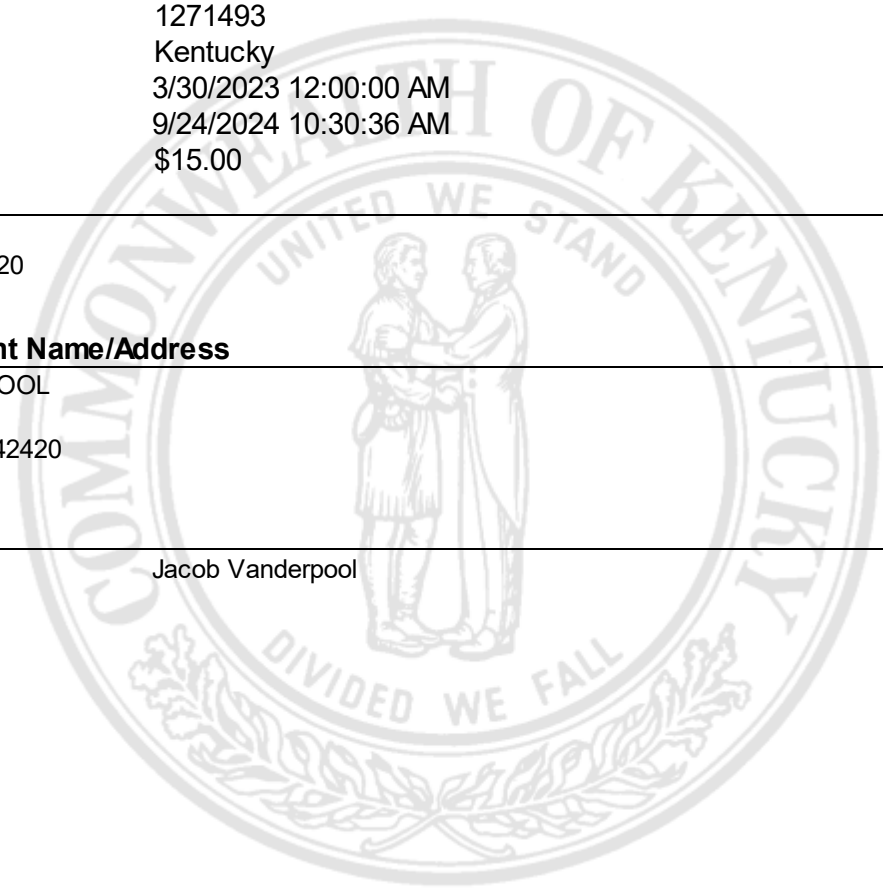 1271493
Kentucky
3/30/2023 12:00:00 AM
9/24/2024 10:30:36 AM
$15.00
20
nt Name/Address
OOL
42420
Jacob Vanderpool
COMMONWEALTH OF KENTUCKY
UNITED WE STAND
DIVIDED WE FALL